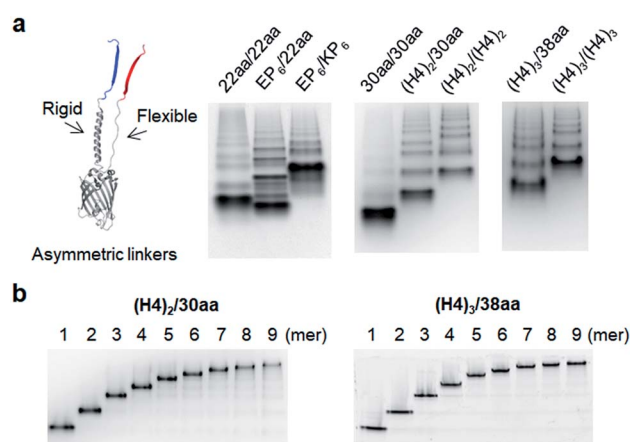 a
Rigid
Flexible
Asymmetric linkers
22aa/22aa
EP6/22aa
EP6/KP6
30aa/30aa
(H4)2/30aa
(H4)2/(H4)2
(H4)3/38aa
(H4)3/(H4)3
b
(H4)2/30aa
1 2 3 4 5 6 7 8 9 (mer)
(H4)3/38aa
1 2 3 4 5 6 7 8 9 (mer)